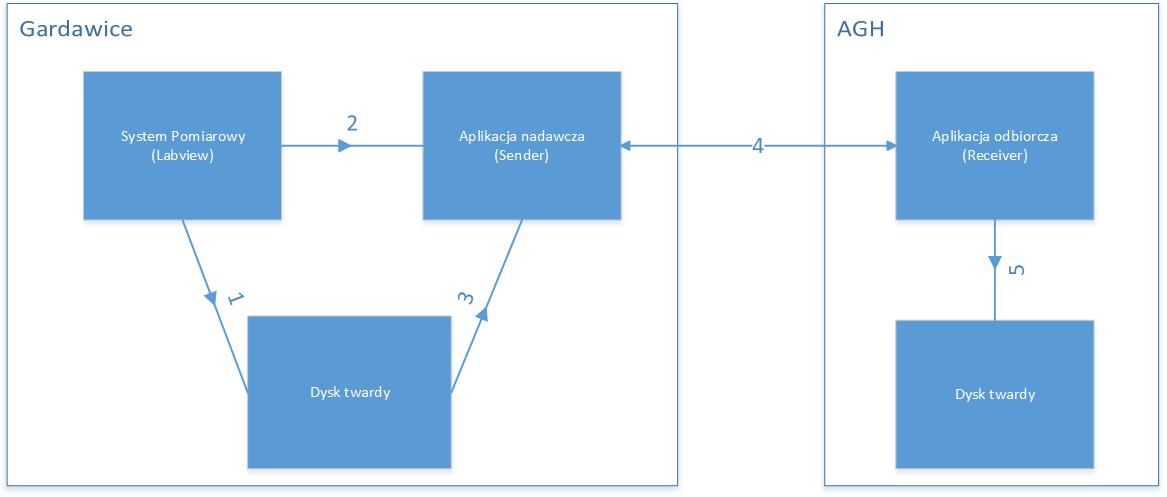 Gardawice
AGH
System Pomiarowy
(Labview)
2
Aplikacja nadawcza
(Sender)
4
Aplikacja odbiorcza
(Receiver)
1
3
5
Dysk twardy
Dysk twardy